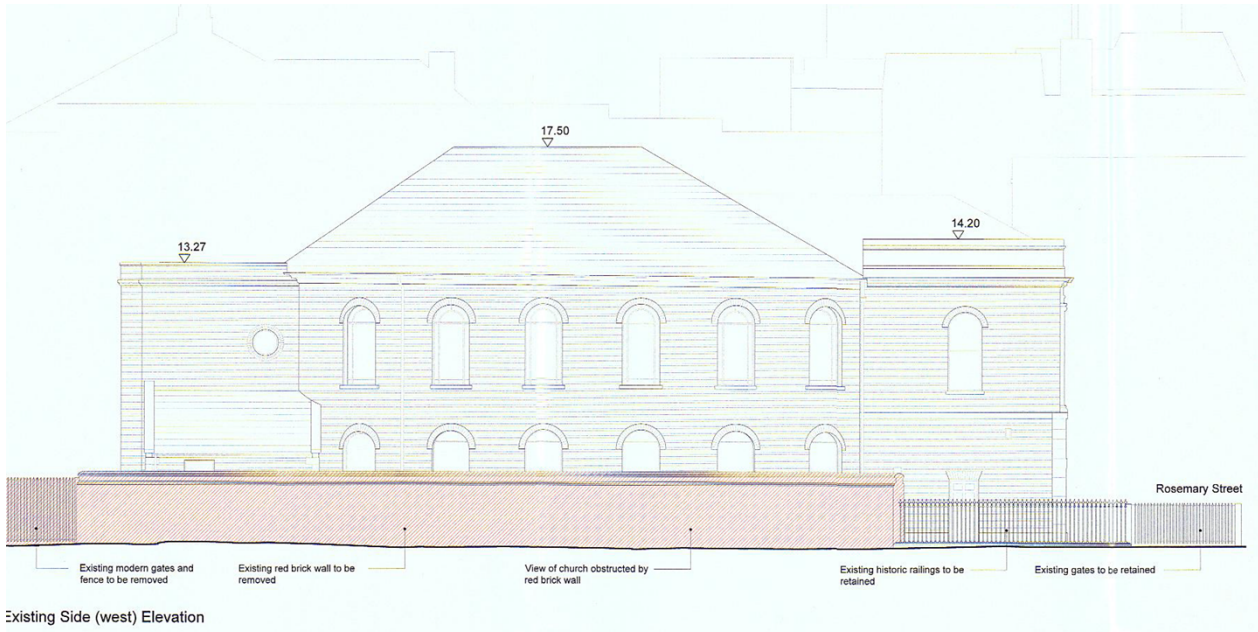 17.50
14.20
13.27
Rosemary Street
Existing modern gates and
fence to be removed
Existing red brick wall to be
removed
View of church obstructed by
red brick wall
Existing historic railings to be
retained
Existing gates to be retained
Existing Side (west) Elevation